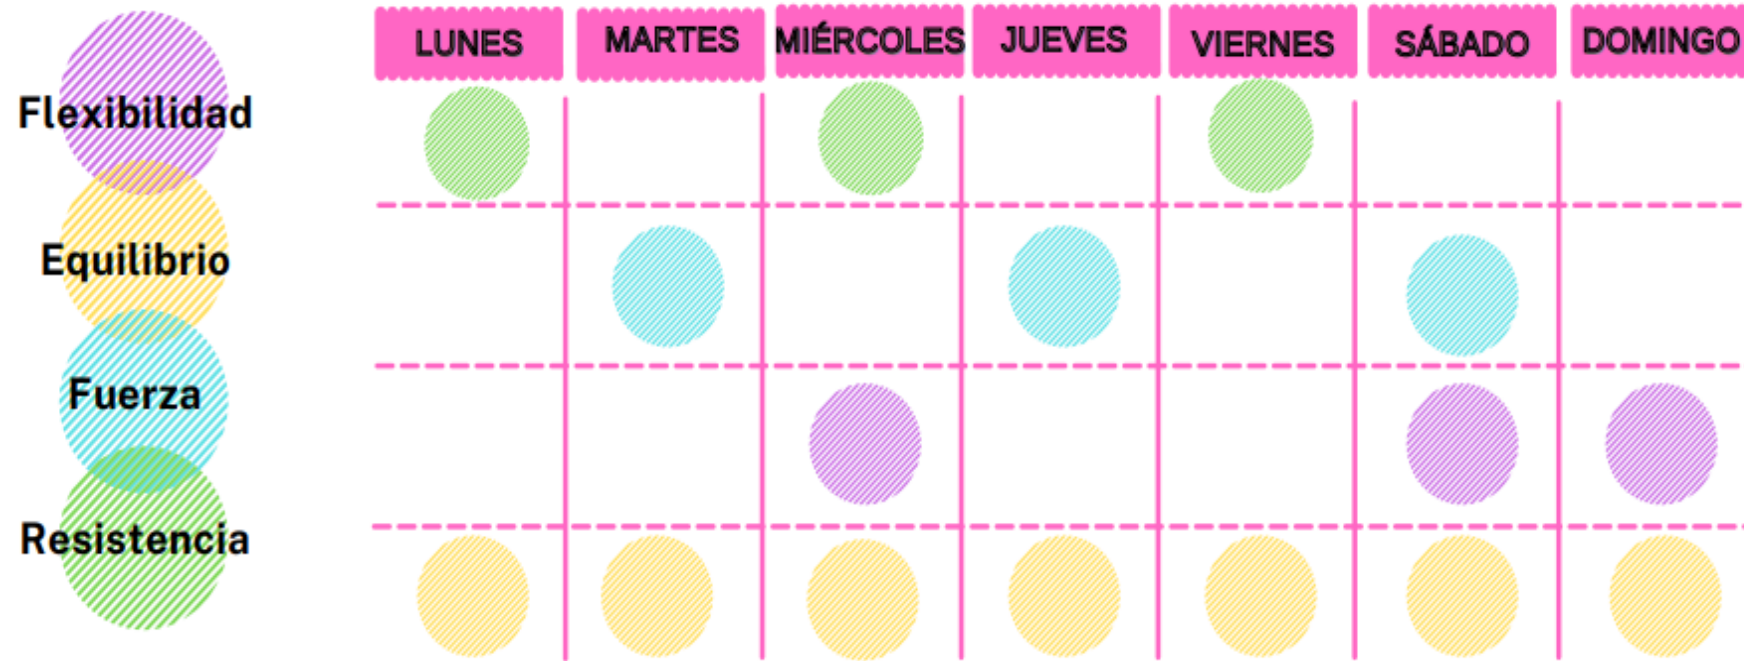 LUNES
MARTES
MIÉRCOLES
JUEVES
VIERNES
SÁBADO
DOMINGO
Flexibilidad
Equilibrio
Fuerza
Resistencia